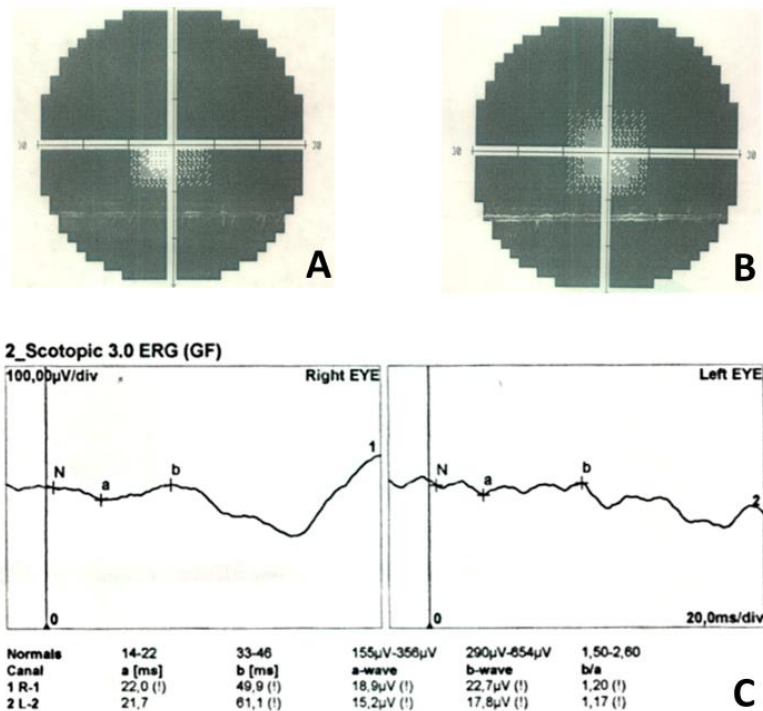 30 30
A
30 30
B
2_Scotopic 3.0 ERG (GF)
100,00µV/div Right EYE Left EYE
N a b 1
N a b 2
0 0 20,0ms/div
Normals 14-22 33-46 155µV-356µV 290µV-654µV 1,50-2,60
Canal a [ms] b [ms] a-wave b-wave b/a
1 R-1 22,0 (!) 49,9 (!) 18,9µV (!) 22,7µV (!) 1,20 (!)
2 L-2 21,7 61,1 (!) 15,2µV (!) 17,8µV (!) 1,17 (!)
C